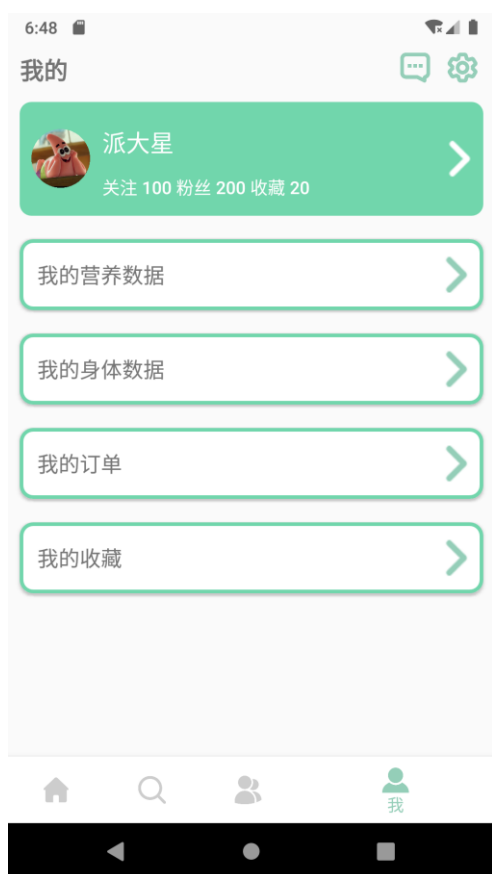 6:48
我的
派大星
关注 100 粉丝 200 收藏 20
我的营养数据
我的身体数据
我的订单
我的收藏
我